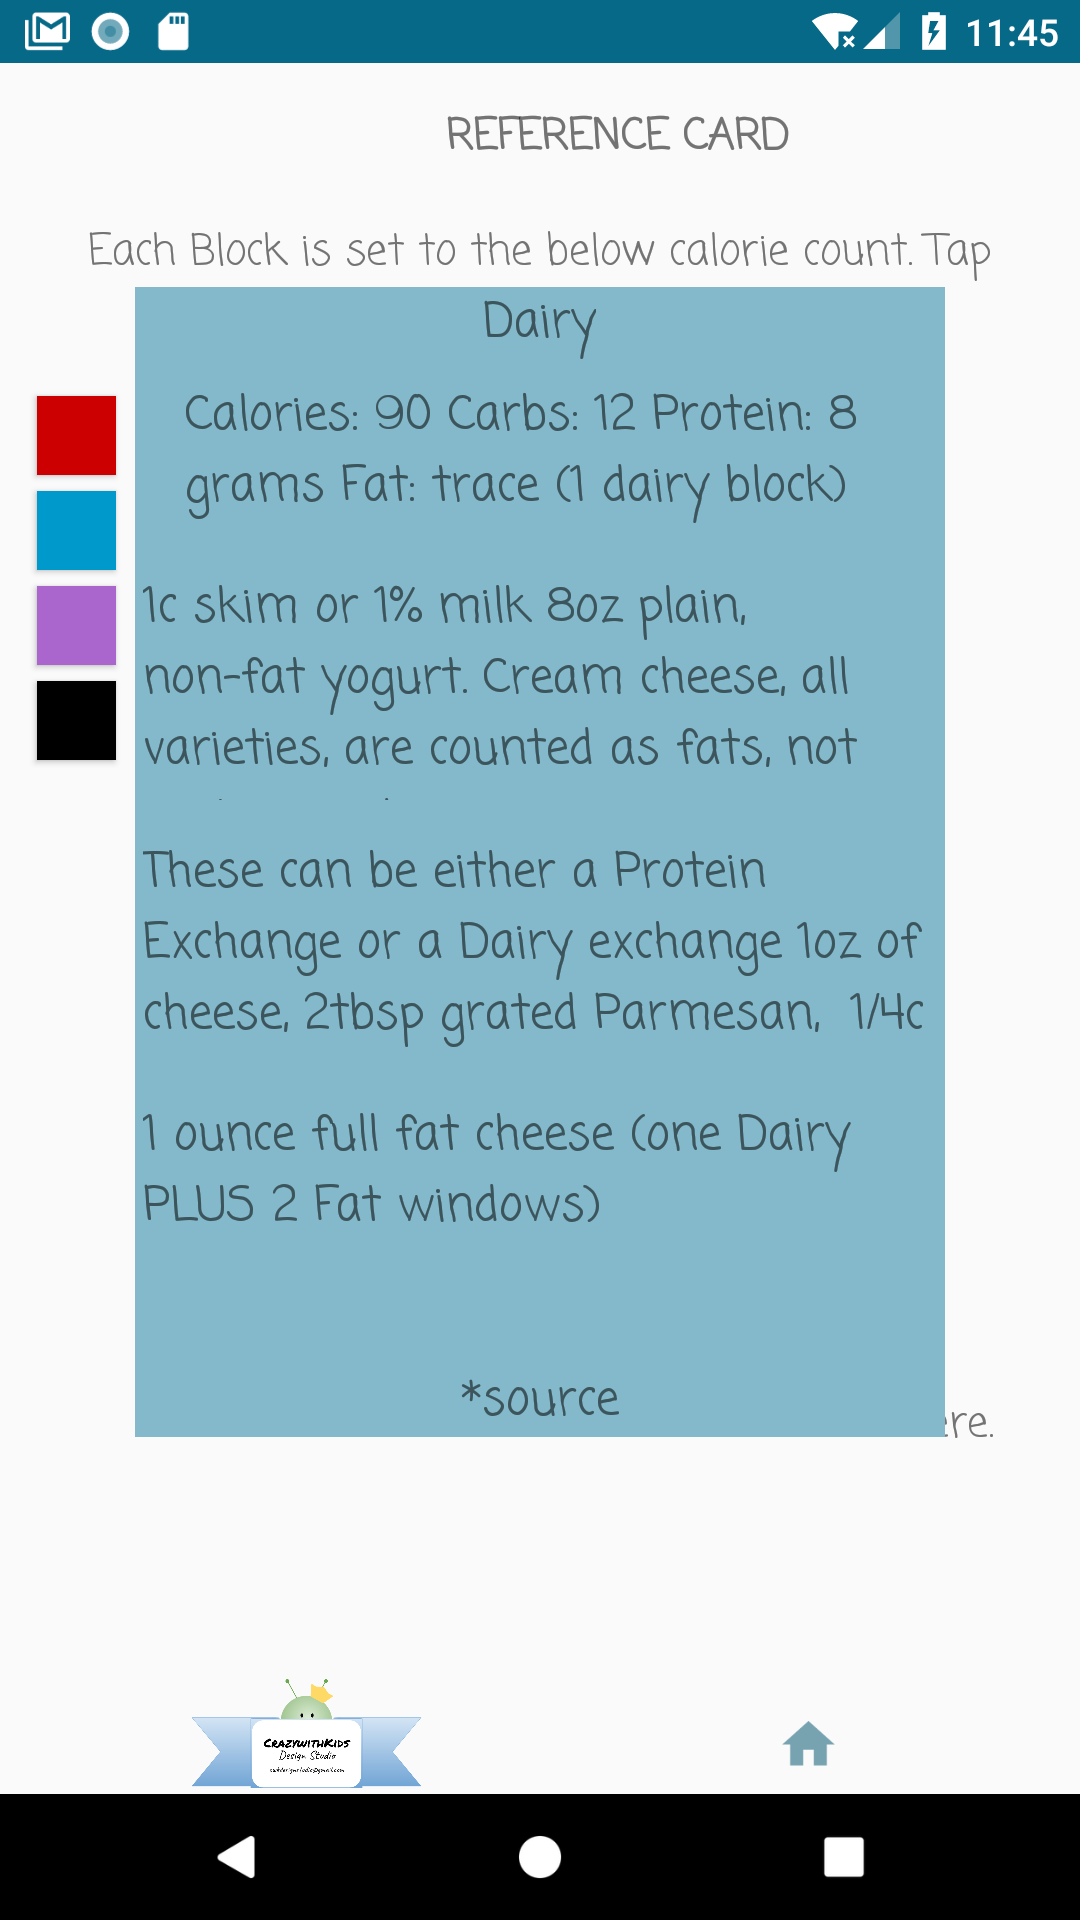 11:45
REFERENCE CARD
Each Block is set to the below calorie count. Tap
Dairy
Calories: 90 Carbs: 12 Protein: 8
grams Fat: trace (1 dairy block)
1c skim or 1% milk 8oz plain,
non-fat yogurt. Cream cheese, all
varieties, are counted as fats, not
These can be either a Protein
Exchange or a Dairy exchange 1oz of
cheese, 2tbsp grated Parmesan, 1/4c
1 ounce full fat cheese (one Dairy
PLUS 2 Fat windows)
*source
ere.
CrazywithKids
Design Studio